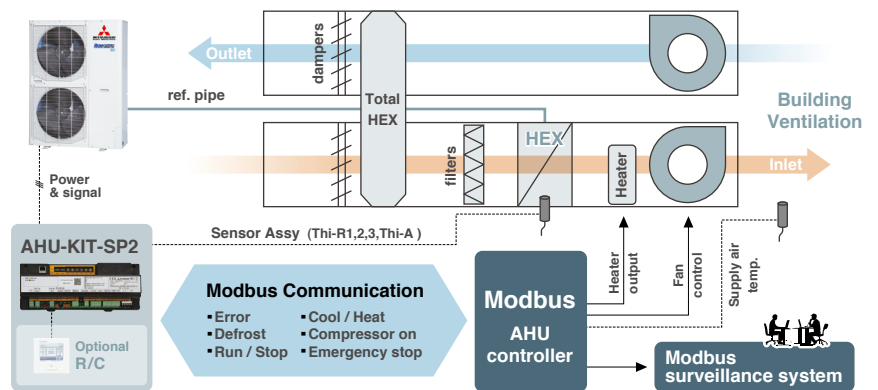 Outlet
dampers
Total
HEX
ref. pipe
Building
Ventilation
filters
HEX
Heater
Inlet
Power
& signal
Sensor Assy (Thi-R1,2,3,Thi-A )
AHU-KIT-SP2
Optional
R/C
Modbus Communication
▪Error
▪Defrost
▪Run / Stop
▪Cool / Heat
▪Compressor on
▪Emergency stop
Modbus
AHU
controller
Heater
output
Fan
control
Supply air
temp.
Modbus
surveillance system